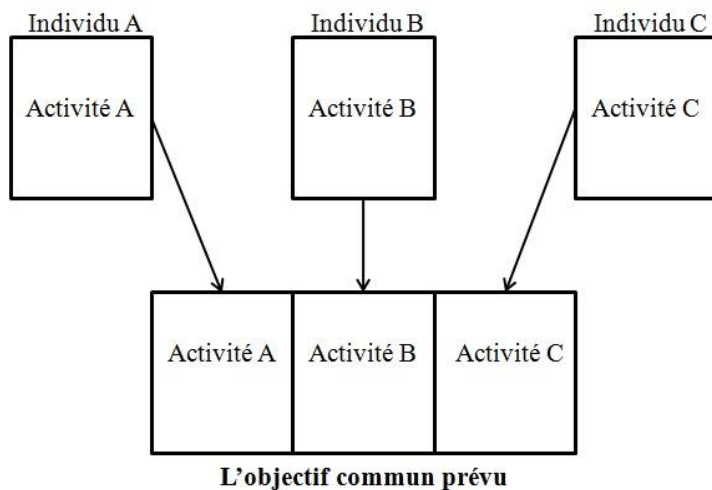 Individu A Individu B Individu C
Activité A Activité B Activité C
Activité A Activité B Activité C
L'objectif commun prévu